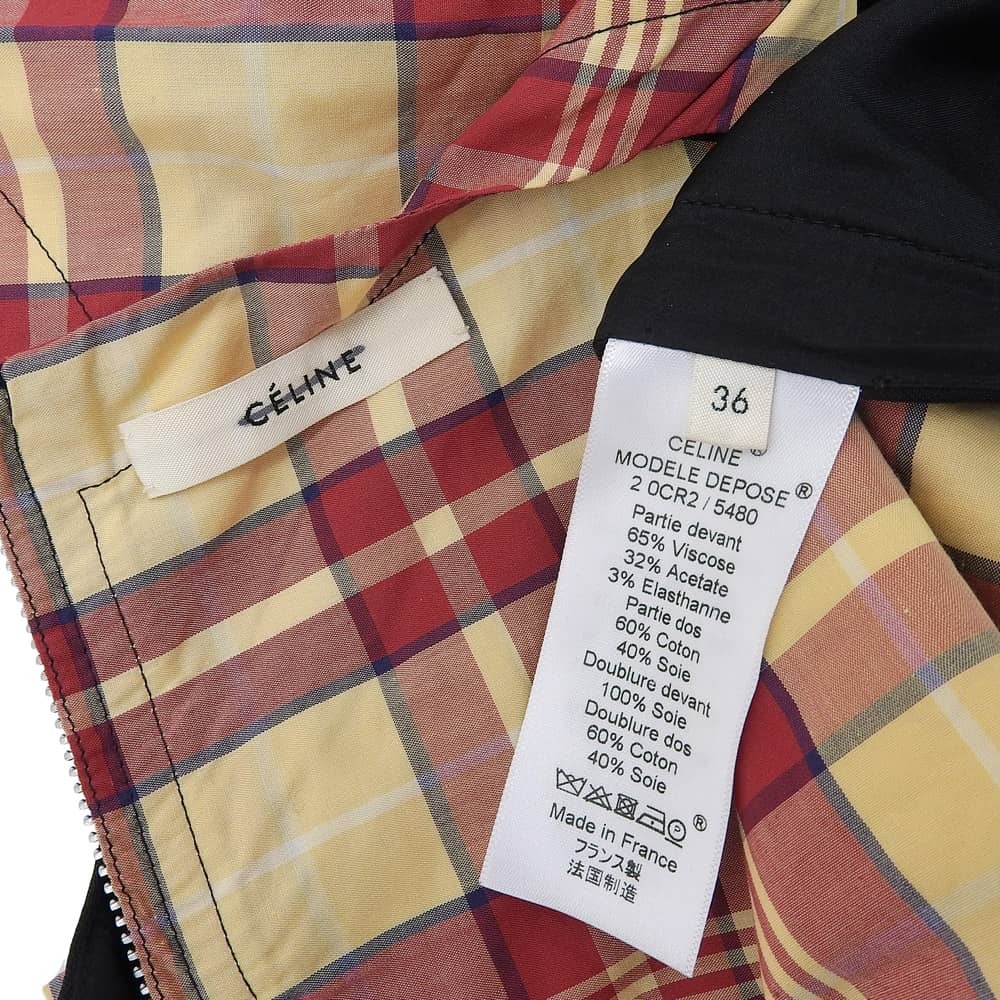 CÉLINE
36
CELINE ®
MODELE DEPOSE ®
2 0CR2 / 5480
Partie devant
65% Viscose
32% Acetate
3% Elasthanne
Partie dos
60% Coton
40% Soie
Doublure devant
100% Soie
Doublure dos
60% Coton
40% Soie
®
Made in France
フランス製
法国制造